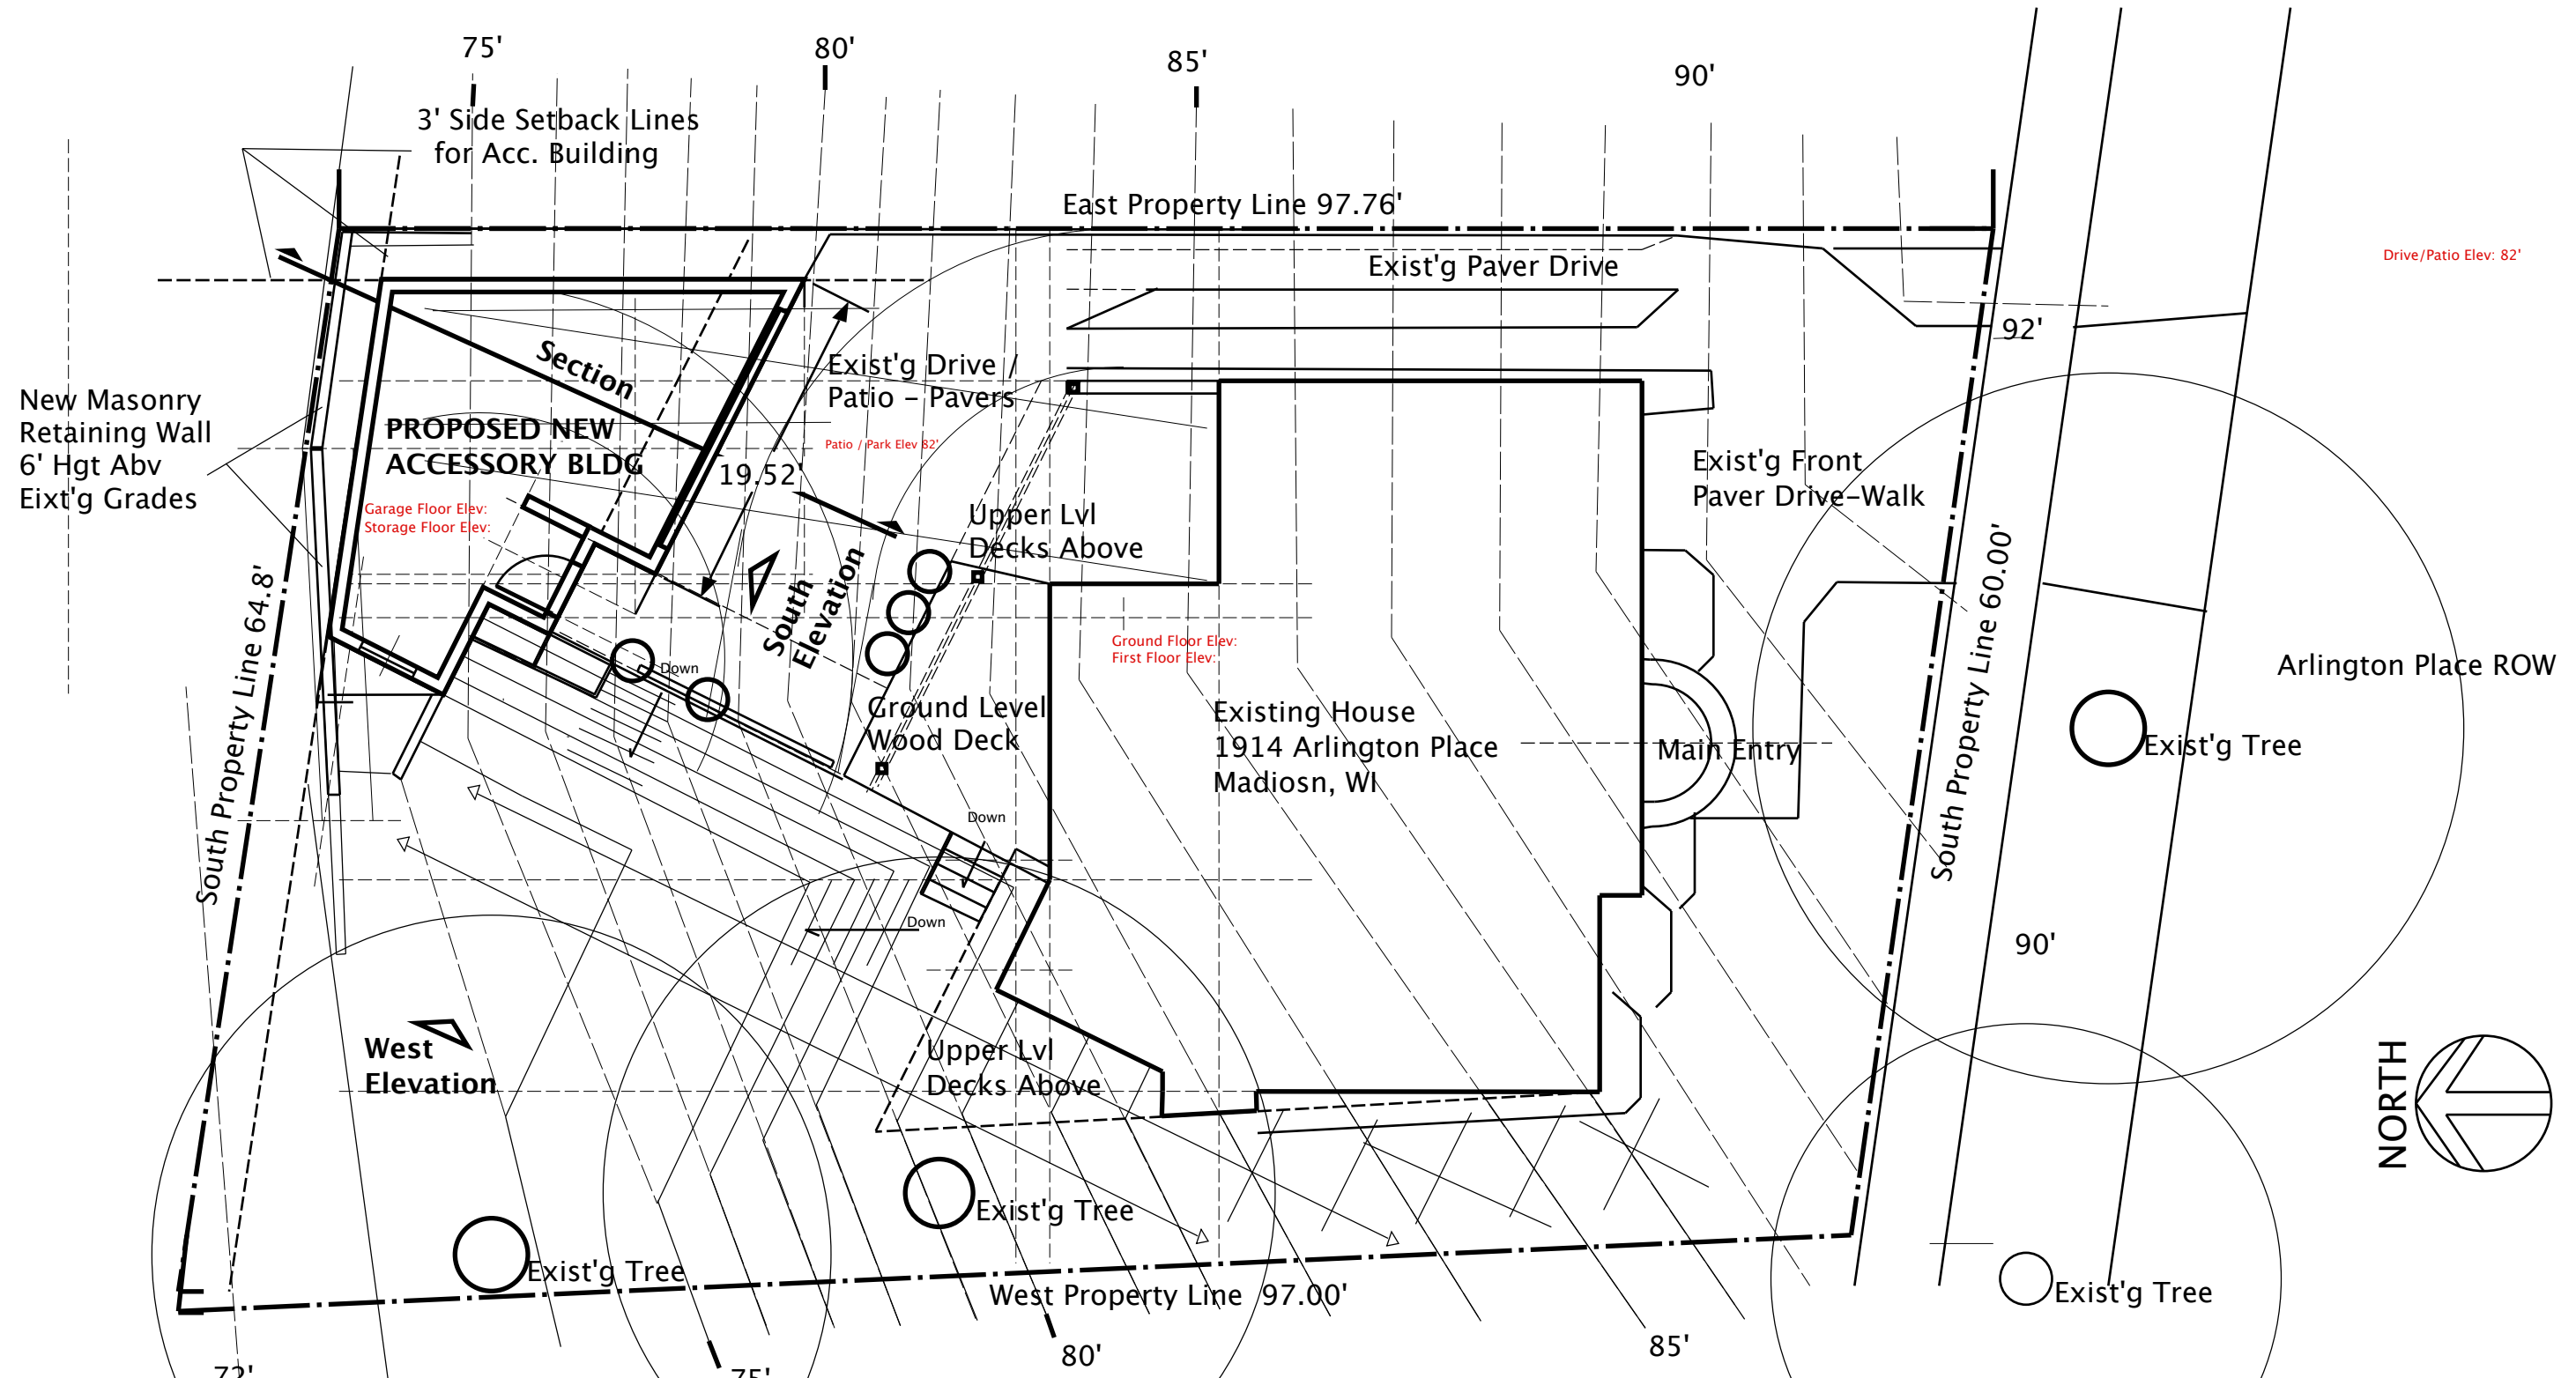 75'
80'
85'
90'
3' Side Setback Lines
for Acc. Building
East Property Line 97.76'
Exist'g Paver Drive
Drive/Patio Elev: 82'
92'
Section
Exist'g Drive /
Patio – Pavers
New Masonry
Retaining Wall
6' Hgt Abv
Eixt'g Grades
PROPOSED NEW
ACCESSORY BLDG
Patio / Park Elev 82'
19.52'
Garage Floor Elev:
Storage Floor Elev:
Upper Lvl
Decks Above
Exist'g Front
Paver Drive–Walk
South
Elevation
South Property Line 64.8'
South Property Line 60.00'
Ground Floor Elev:
First Floor Elev:
Down
Arlington Place ROW
Ground Level
Wood Deck
Existing House
1914 Arlington Place
Madiosn, WI
Main Entry
Exist'g Tree
Down
Down
90'
West
Elevation
Upper Lvl
Decks Above
NORTH
Exist'g Tree
Exist'g Tree
West Property Line 97.00'
Exist'g Tree
72'
75'
80'
85'